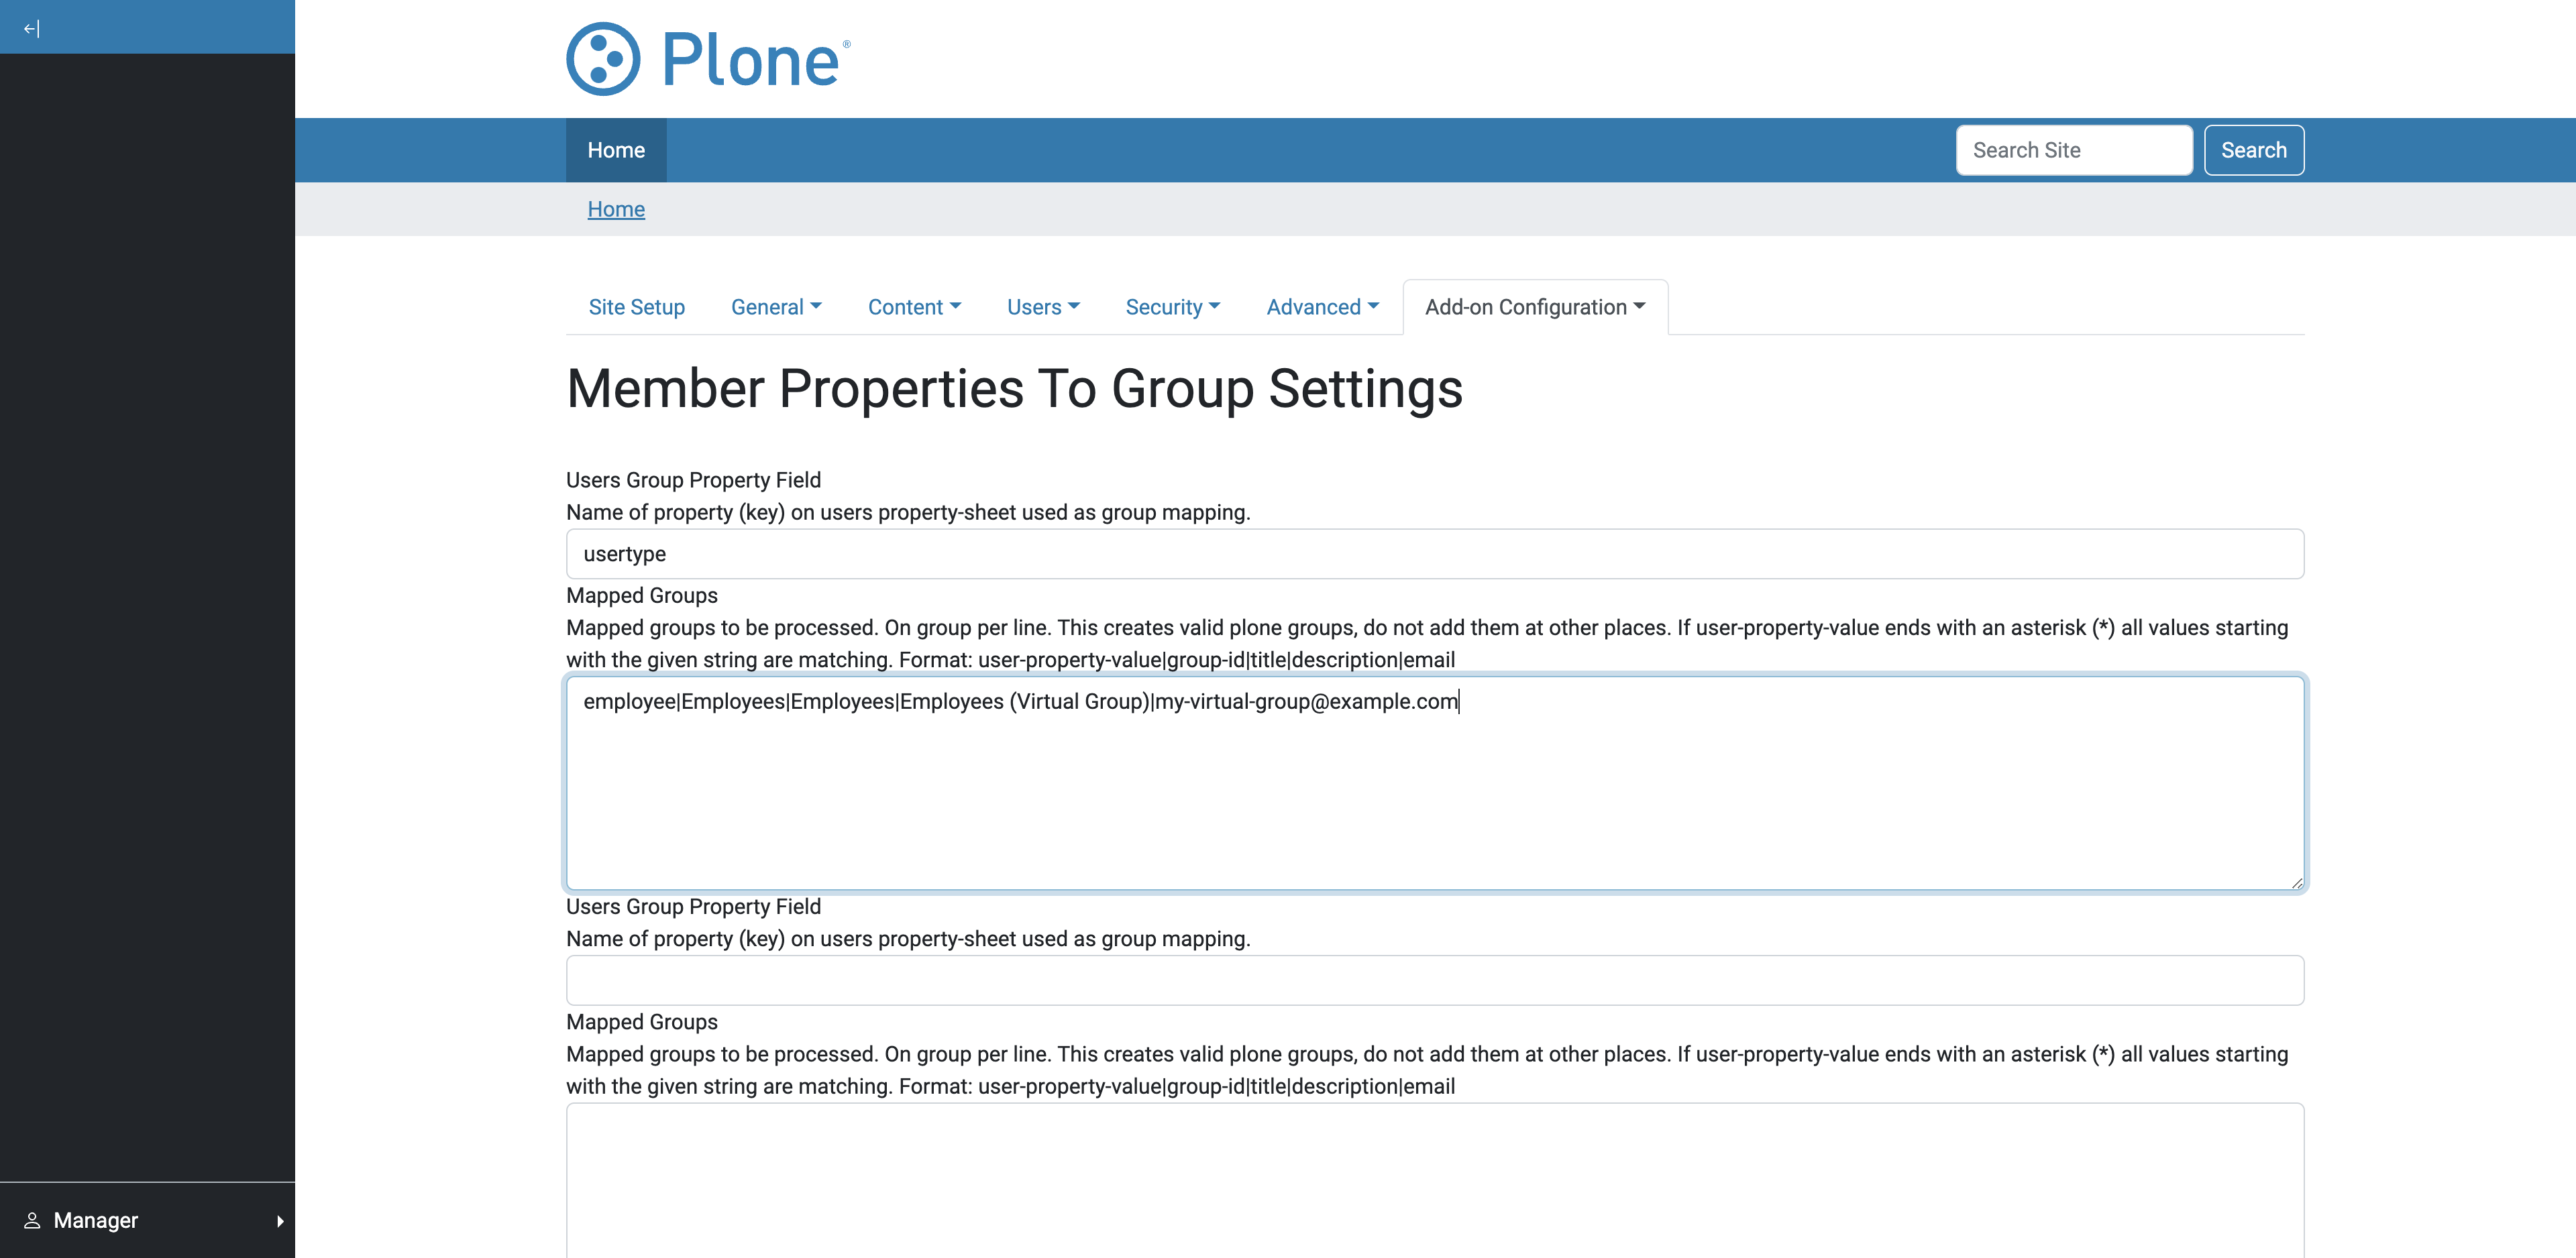 Plone®
Home
Search Site
Search
Home
Site Setup
General
Content
Users
Security
Advanced
Add-on Configuration
Member Properties To Group Settings
Users Group Property Field
Name of property (key) on users property-sheet used as group mapping.
usertype
Mapped Groups
Mapped groups to be processed. On group per line. This creates valid plone groups, do not add them at other places. If user-property-value ends with an asterisk (*) all values starting
with the given string are matching. Format: user-property-value|group-id|title|description|email
employee|Employees|Employees|Employees (Virtual Group)|my-virtual-group@example.com
Users Group Property Field
Name of property (key) on users property-sheet used as group mapping.
Mapped Groups
Mapped groups to be processed. On group per line. This creates valid plone groups, do not add them at other places. If user-property-value ends with an asterisk (*) all values starting
with the given string are matching. Format: user-property-value|group-id|title|description|email
Manager